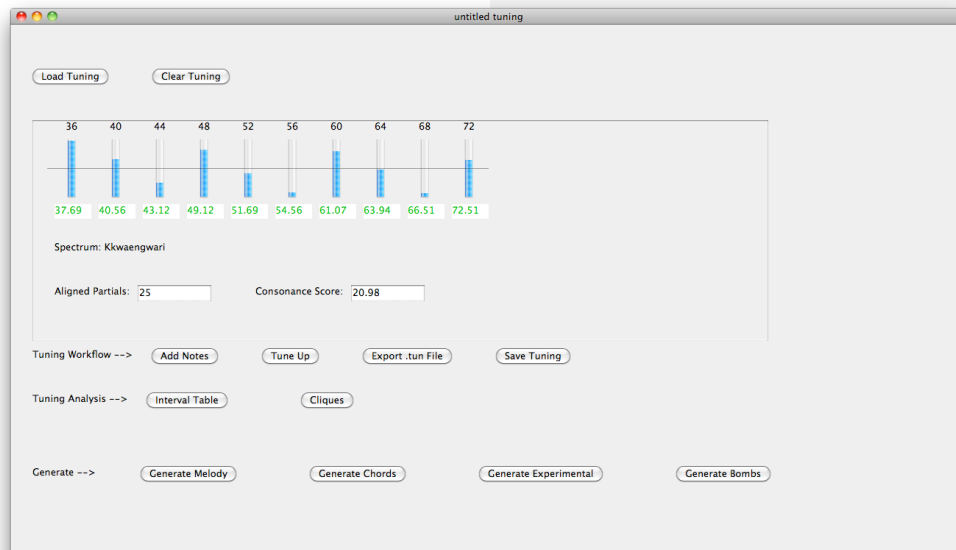 untitled tuning
Load Tuning Clear Tuning
36 40 44 48 52 56 60 64 68 72
37.69 40.56 43.12 49.12 51.69 54.56 61.07 63.94 66.51 72.51
Spectrum: Kkwaengwari
Aligned Partials: 25 Consonance Score: 20.98
Tuning Workflow --> Add Notes Tune Up Export .tun File Save Tuning
Tuning Analysis --> Interval Table Cliques
Generate --> Generate Melody Generate Chords Generate Experimental Generate Bombs